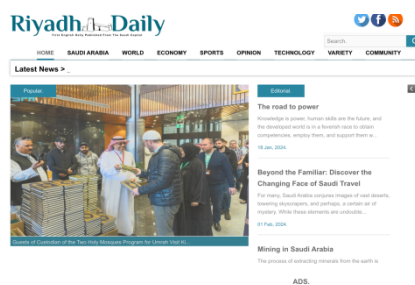 Riyadh Daily
First English Daily Published From The Saudi Capital
Search..
HOME SAUDI ARABIA WORLD ECONOMY SPORTS OPINION TECHNOLOGY VARIETY COMMUNITY
Latest News > _
Popular
Guests of Custodian of the Two Holy Mosques Program for Umrah Visit Ki...
Editorial
The road to power
Knowledge is power, human skills are the future, and
the developed world is in a feverish race to obtain
competencies, employ them, and support them w...
18 Jan, 2024
Beyond the Familiar: Discover the
Changing Face of Saudi Travel
For many, Saudi Arabia conjures images of vast deserts,
towering skyscrapers, and perhaps, a certain air of
mystery. While these elements are undouble...
01 Feb, 2024
Mining in Saudi Arabia
The process of extracting minerals from the earth is
ADS.